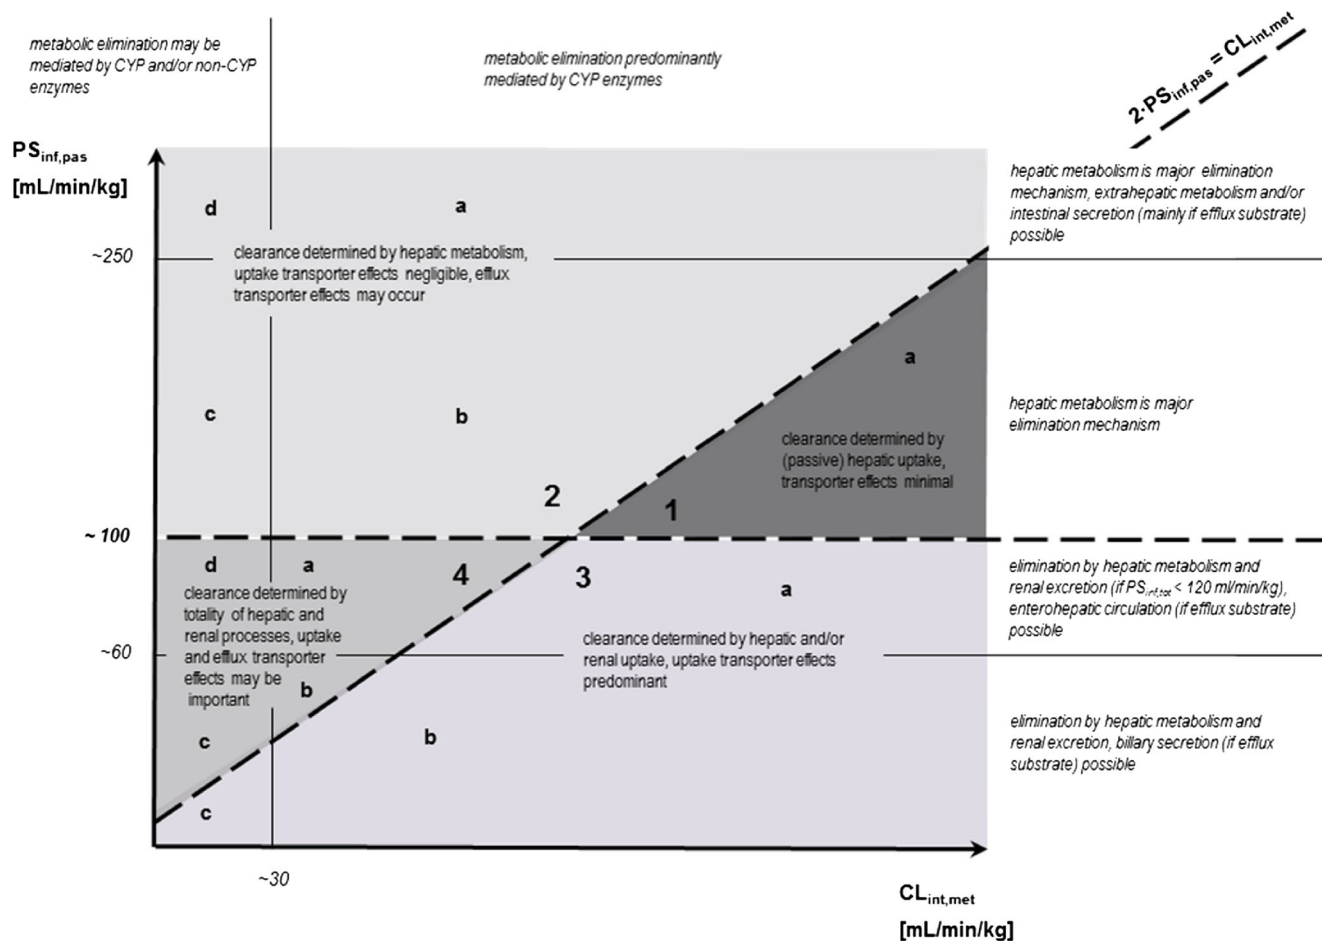 metabolic elimination may be
mediated by CYP and/or non-CYP
enzymes
metabolic elimination predominantly
mediated by CYP enzymes
2·PSinf,pas = CLint,met
PSinf,pas
[mL/min/kg]
hepatic metabolism is major elimination
mechanism, extrahepatic metabolism and/or
intestinal secretion (mainly if efflux substrate)
possible
d
a
~250
clearance determined by hepatic metabolism,
uptake transporter effects negligible, efflux
transporter effects may occur
a
c
b
hepatic metabolism is major
elimination mechanism
clearance determined by
(passive) hepatic uptake,
transporter effects minimal
2
1
~ 100
d
a
4
3
a
elimination by hepatic metabolism and
renal excretion (if PSinf,tot < 120 ml/min/kg),
enterohepatic circulation (if efflux substrate)
possible
clearance determined by
totality of hepatic and
renal processes, uptake
and efflux transporter
effects may be
important
clearance determined by hepatic and/or
renal uptake, uptake transporter effects
predominant
~60
b
c
b
elimination by hepatic metabolism and
renal excretion, billary secretion (if efflux
substrate) possible
c
~30
CLint,met
[mL/min/kg]